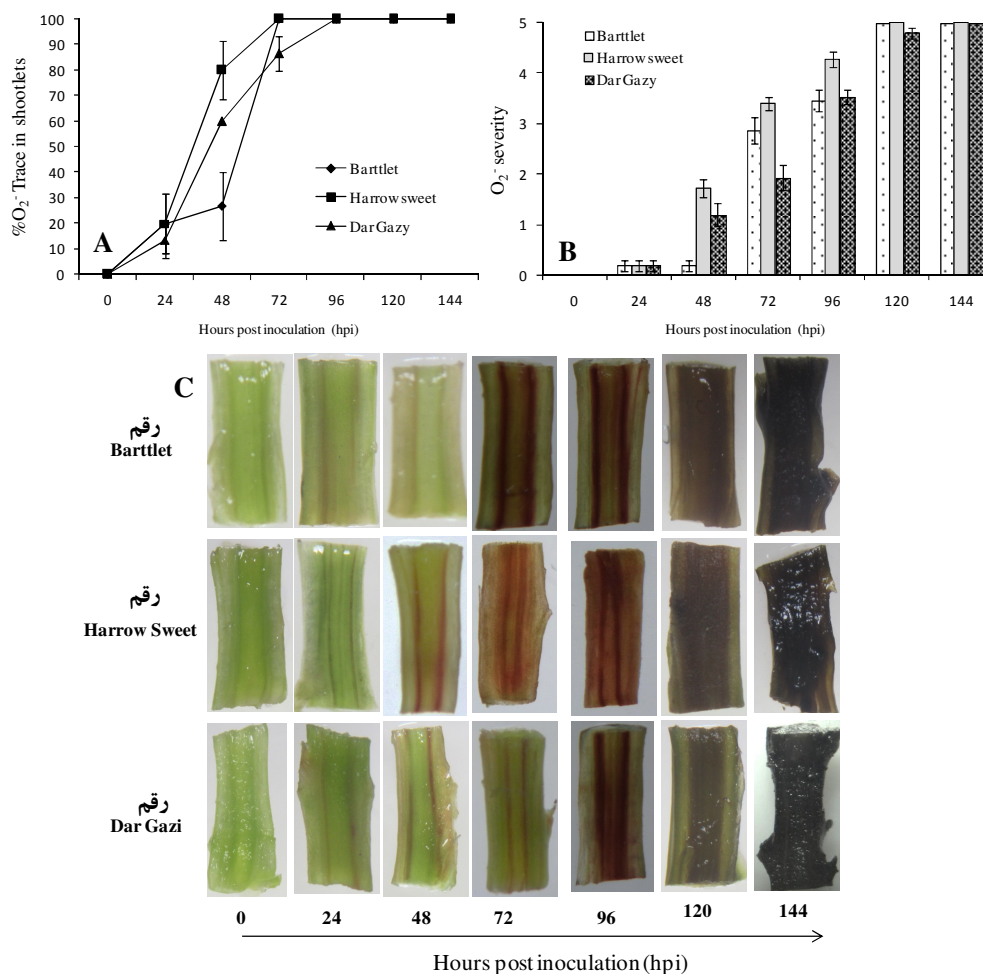 %O₂⁻ Trace in shootlets
100
90
80
70
60
50
40
30
20
10
0
A
Barttlet
Harrow sweet
Dar Gazy
0 24 48 72 96 120 144
Hours post inoculation (hpi)
O₂⁻ severity
5
4
3
2
1
0
B
Barttlet
Harrow sweet
Dar Gazy
0 24 48 72 96 120 144
Hours post inoculation (hpi)
C
رقم
Barttlet
رقم
Harrow Sweet
رقم
Dar Gazi
0 24 48 72 96 120 144
Hours post inoculation (hpi)